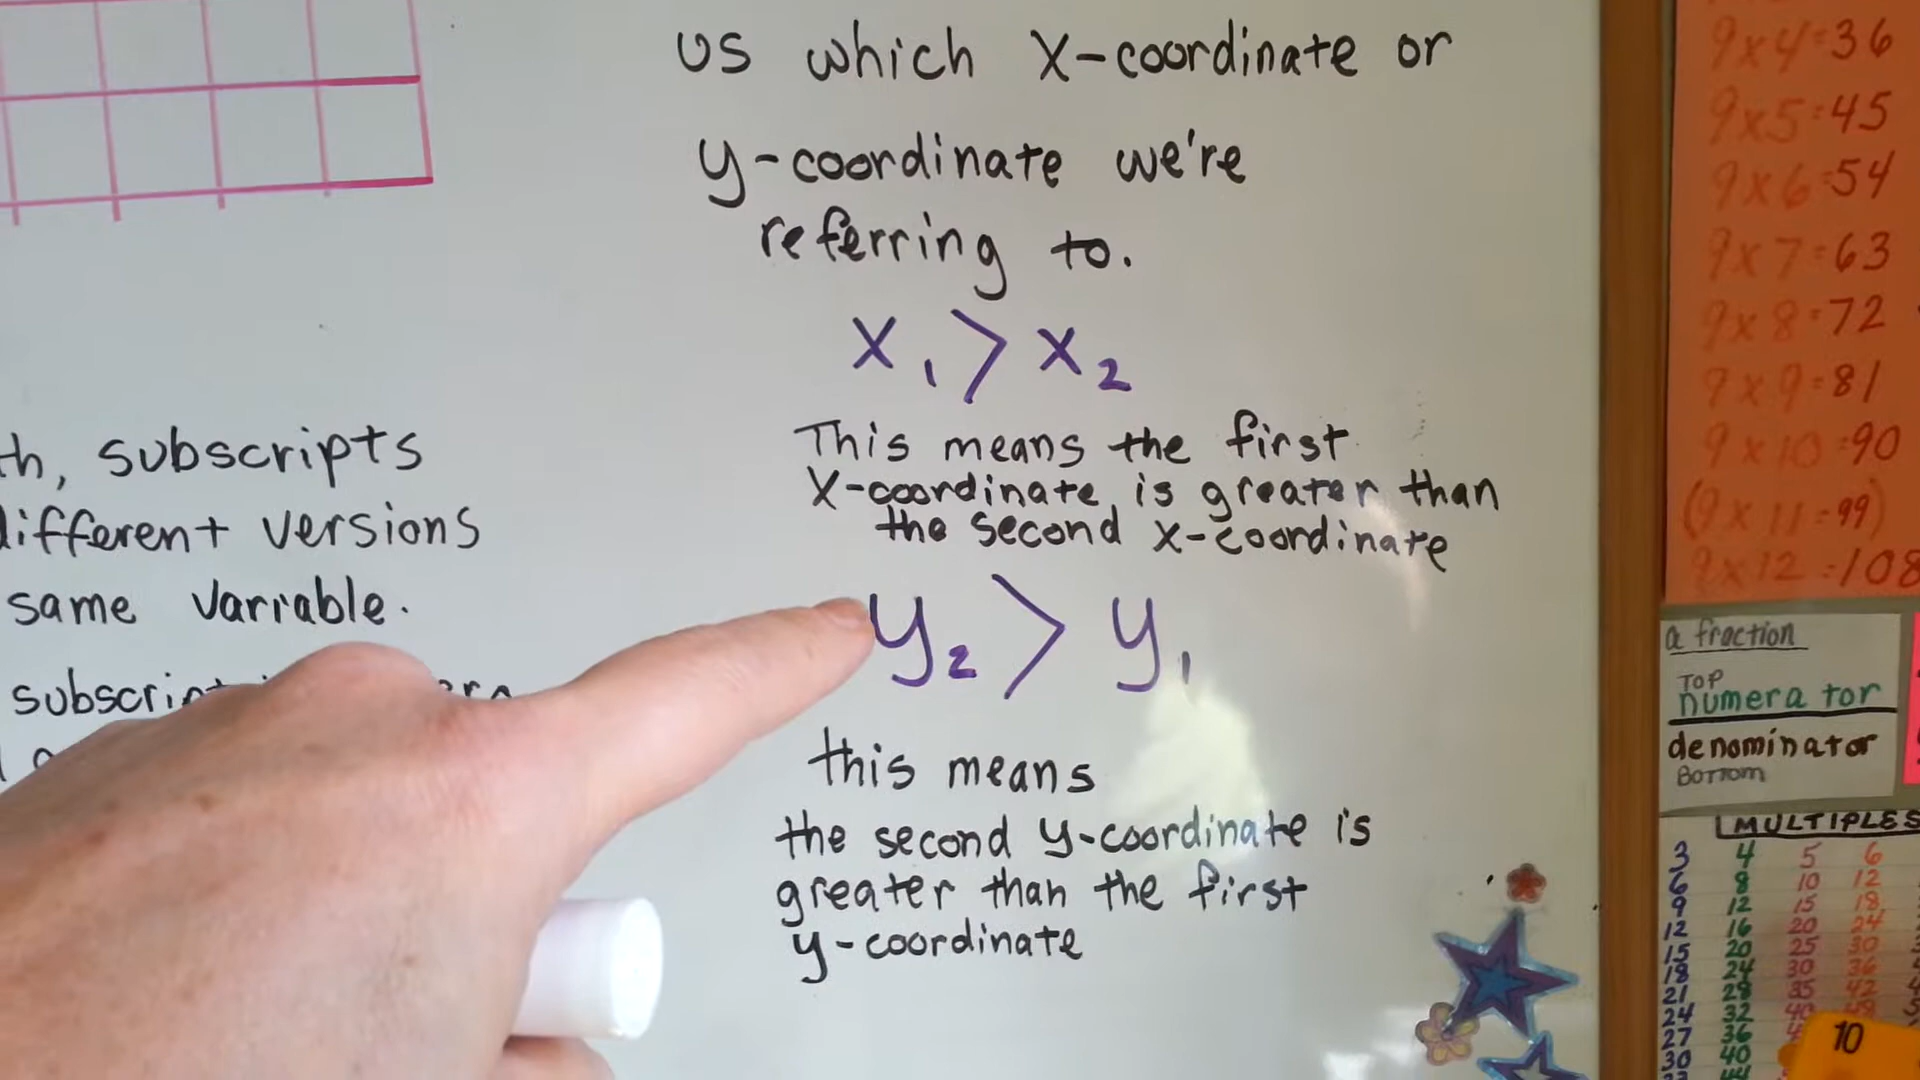 us which x-coordinate or
y-coordinate we're
referring to.
x₁ > x₂
This means the first
x-coordinate is greater than
the second x-coordinate
y₂ > y₁
this means
the second y-coordinate is
greater than the first
y-coordinate
th, subscripts
different versions
same variable.
9x4=36
9x5=45
9x6=54
9x7=63
9x8=72
9x9=81
9x10=90
(9x11=99)
9x12=108
a fraction
TOP
numerator
denominator
BOTTOM
MULTIPLES
3 4 5 6
6 8 10 12
9 12 15 18
12 16 20 24
15 20 25 30
18 24 30 36
21 28 35 42
24 32 40 48
27 36
30 40
10